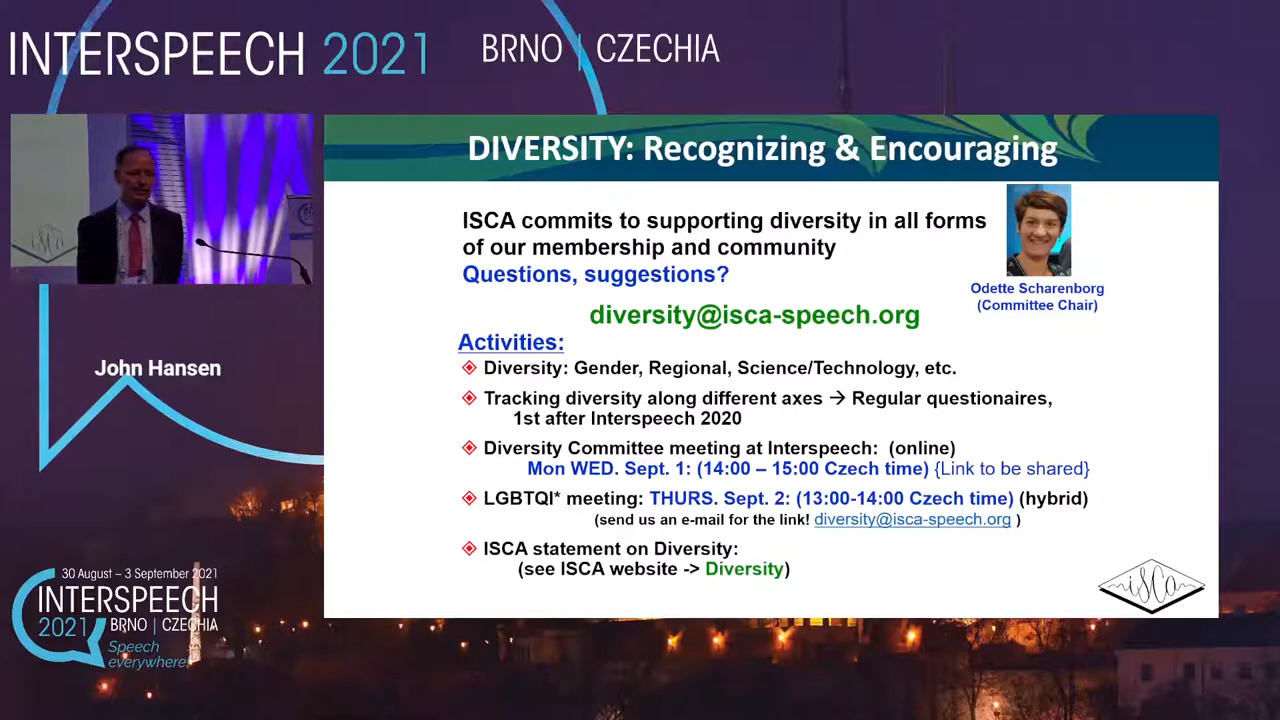 INTERSPEECH 2021
BRNO | CZECHIA
DIVERSITY: Recognizing & Encouraging
ISCA commits to supporting diversity in all forms
of our membership and community
Questions, suggestions?
Odette Scharenborg
(Committee Chair)
diversity@isca-speech.org
Activities:
Diversity: Gender, Regional, Science/Technology, etc.
Tracking diversity along different axes → Regular questionaires,
1st after Interspeech 2020
Diversity Committee meeting at Interspeech: (online)
Mon WED. Sept. 1: (14:00 – 15:00 Czech time) {Link to be shared}
LGBTQI* meeting: THURS. Sept. 2: (13:00-14:00 Czech time) (hybrid)
(send us an e-mail for the link! diversity@isca-speech.org )
ISCA statement on Diversity:
(see ISCA website -> Diversity)
isca
isca
John Hansen
30 August – 3 September 2021
INTERSPEECH
2021 BRNO | CZECHIA
Speech
everywhere!